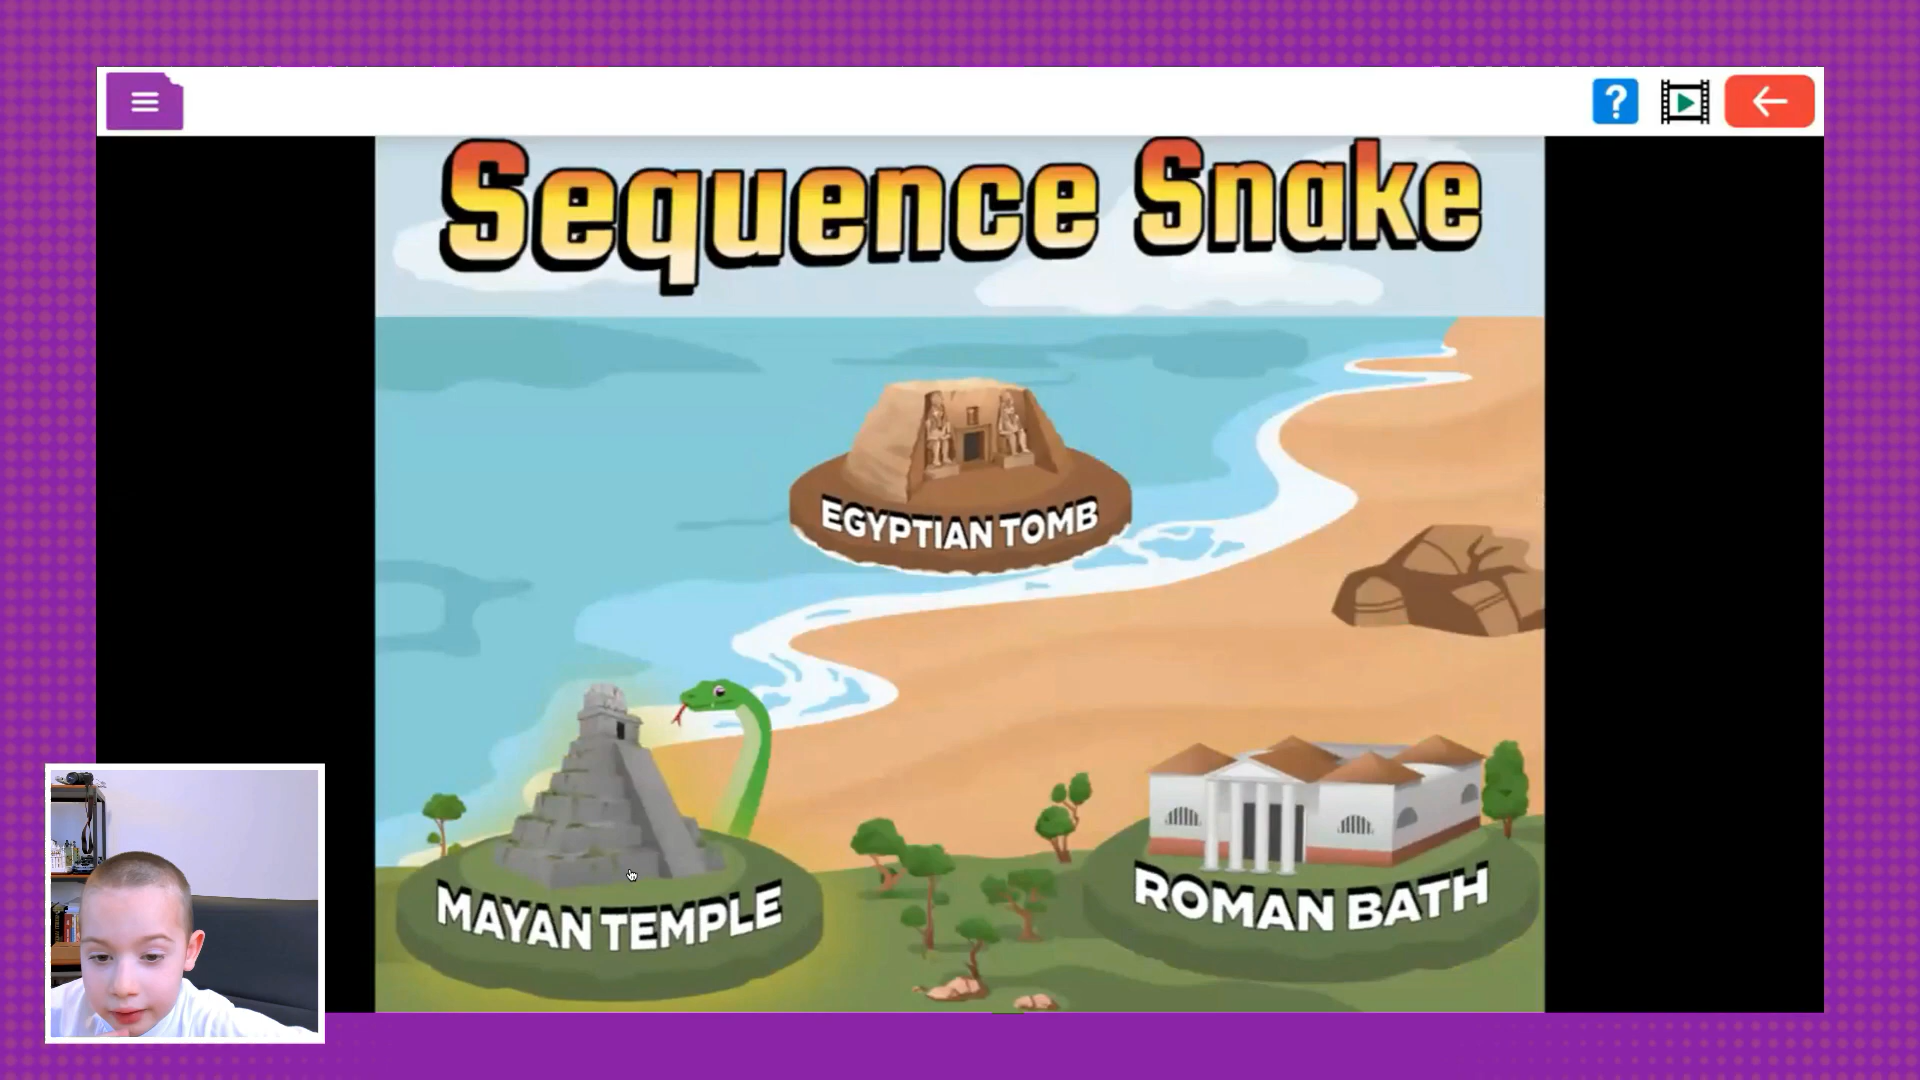 ?
Sequence Snake
EGYPTIAN TOMB
MAYAN TEMPLE
ROMAN BATH